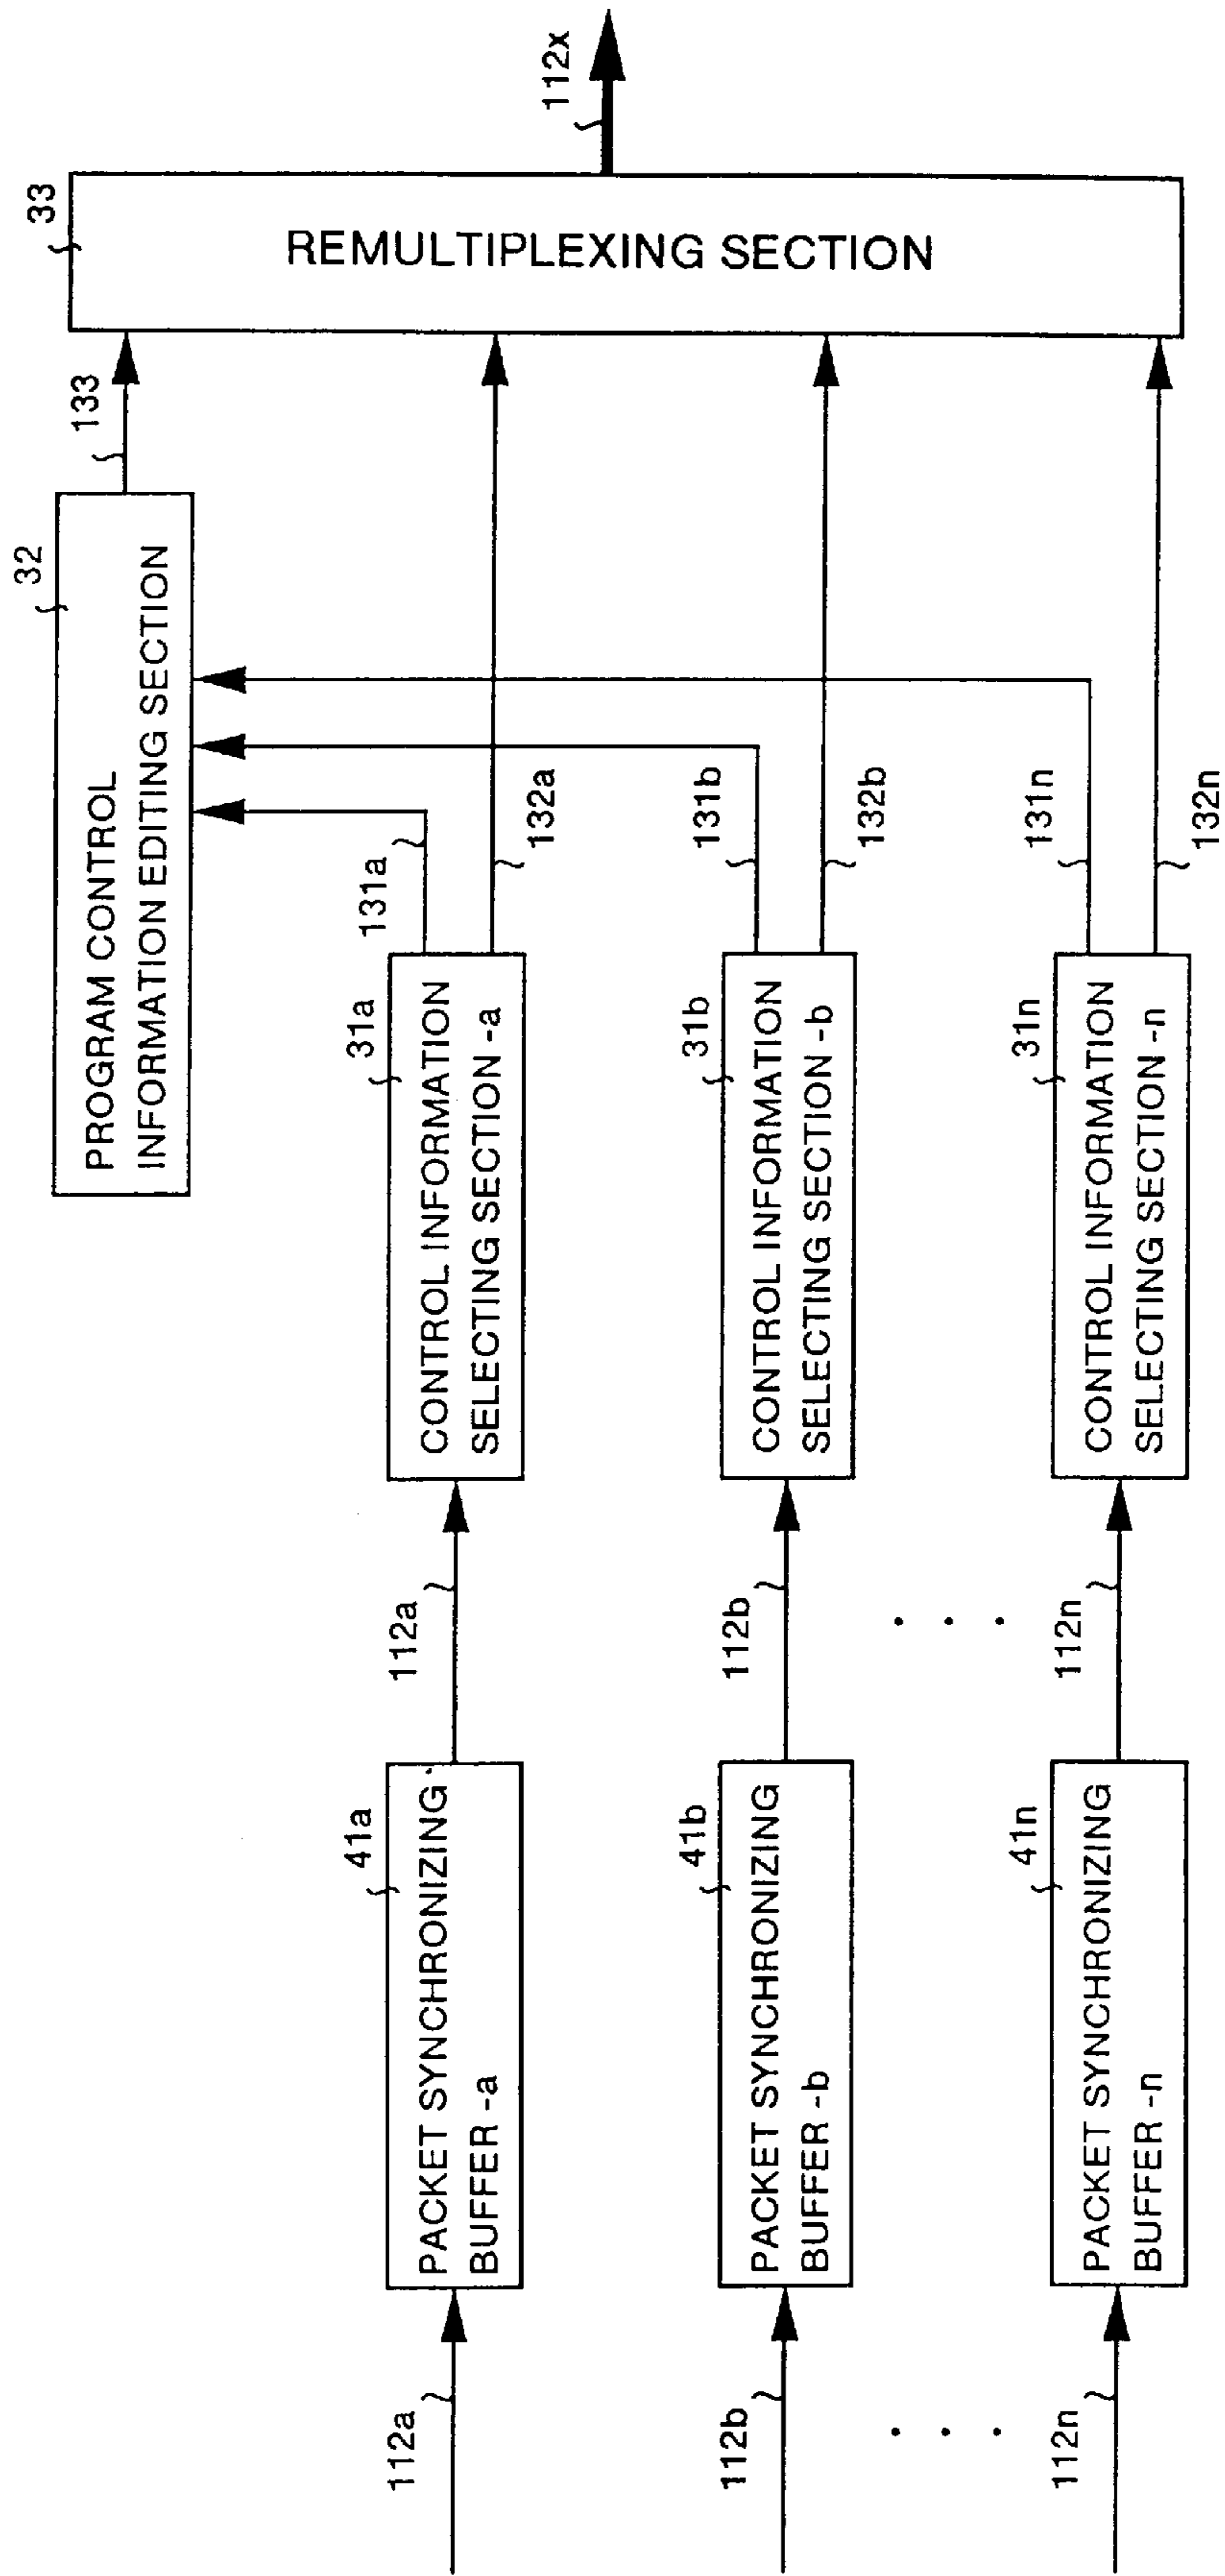 32
PROGRAM CONTROL
INFORMATION EDITING SECTION
133
33
REMULTIPLEXING SECTION
112x
112a
41a
PACKET SYNCHRONIZING
BUFFER -a
112a
31a
CONTROL INFORMATION
SELECTING SECTION -a
131a
132a
112b
41b
PACKET SYNCHRONIZING
BUFFER -b
112b
31b
CONTROL INFORMATION
SELECTING SECTION -b
131b
132b
. . .
. . .
112n
41n
PACKET SYNCHRONIZING
BUFFER -n
112n
31n
CONTROL INFORMATION
SELECTING SECTION -n
131n
132n